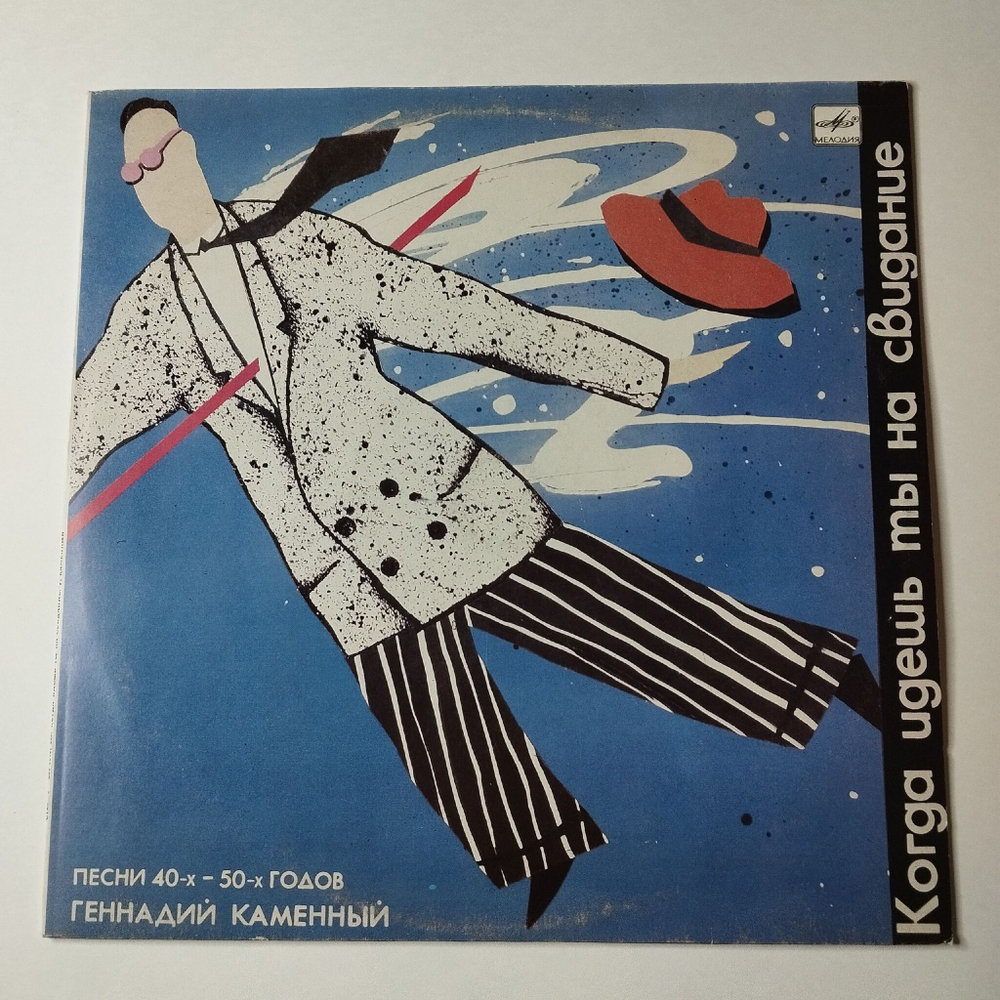 МЕЛОДИЯ
Когда идешь ты на свидание
ПЕСНИ 40-х – 50-х ГОДОВ
ГЕННАДИЙ КАМЕННЫЙ